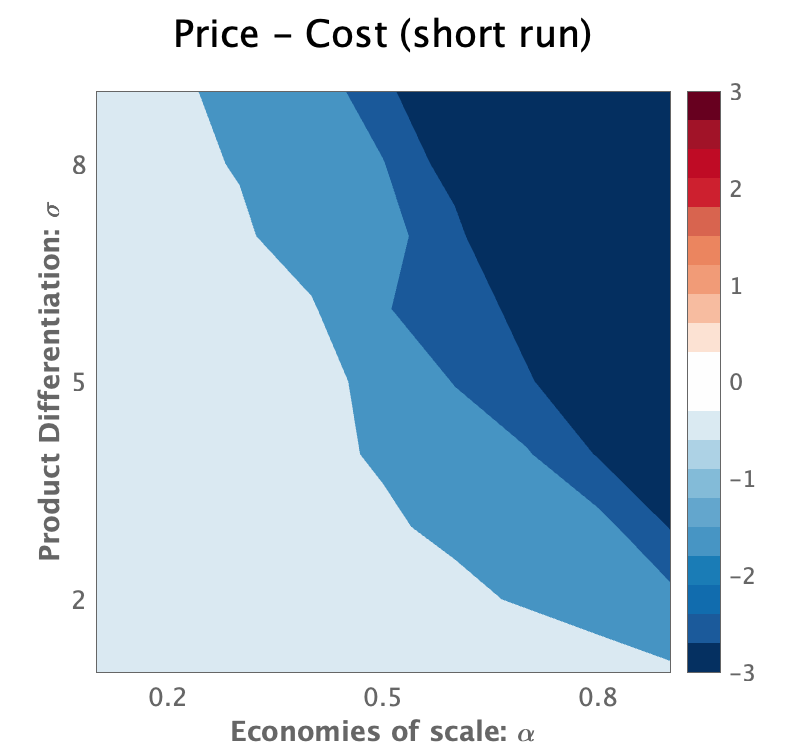 Price – Cost (short run)
Product Differentiation: σ
8
5
2
0.2 0.5 0.8
Economies of scale: α
3
2
1
0
−1
−2
−3